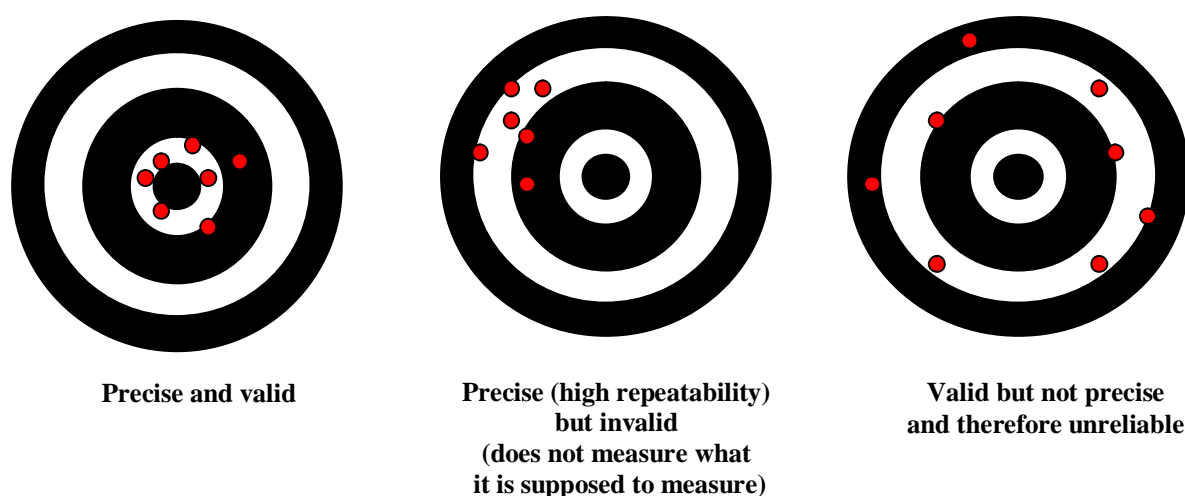 Precise and valid
Precise (high repeatability)
but invalid
(does not measure what
it is supposed to measure)
Valid but not precise
and therefore unreliable